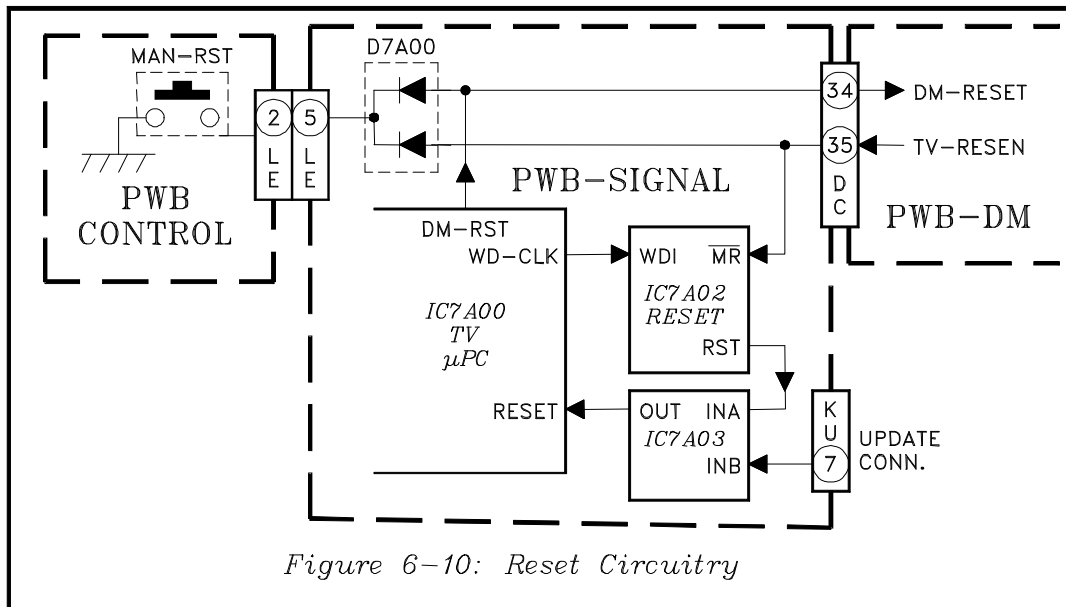 MAN-RST
D7A00
2
L
E
5
L
E
34
DM-RESET
35
TV-RESEN
D
C
PWB
CONTROL
PWB-SIGNAL
PWB-DM
DM-RST
WD-CLK
IC7A00
TV
µPC
RESET
WDI
MR
IC7A02
RESET
RST
OUT
INA
IC7A03
INB
K
U
7
UPDATE
CONN.
Figure 6-10: Reset Circuitry